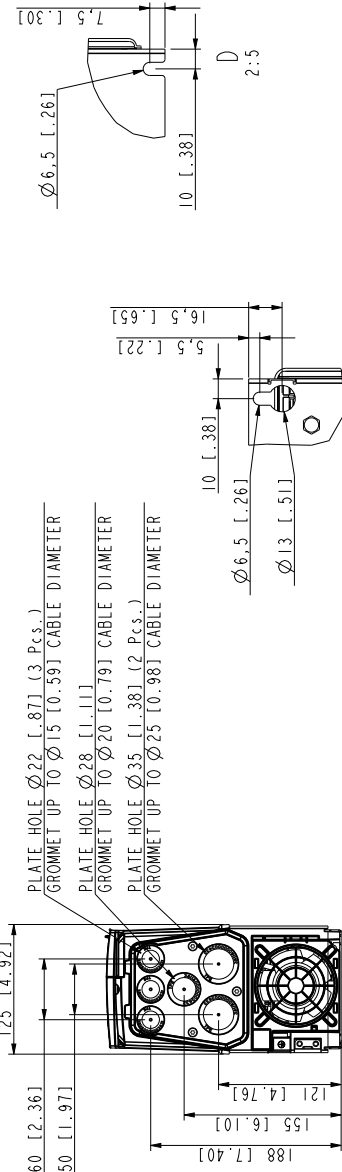 7,5 [.30]
Ø6,5 [.26]
10 [.38]
D
2:5
16,5 [.65]
5,5 [.22]
10 [.38]
Ø6,5 [.26]
Ø13 [.51]
PLATE HOLE Ø22 [.87] (3 Pcs.)
GROMMET UP TO Ø15 [0.59] CABLE DIAMETER
PLATE HOLE Ø28 [1.11]
GROMMET UP TO Ø20 [0.79] CABLE DIAMETER
PLATE HOLE Ø35 [1.38] (2 Pcs.)
GROMMET UP TO Ø25 [0.98] CABLE DIAMETER
125 [4.92]
60 [2.36]
50 [1.97]
121 [4.76]
155 [6.10]
188 [7.40]